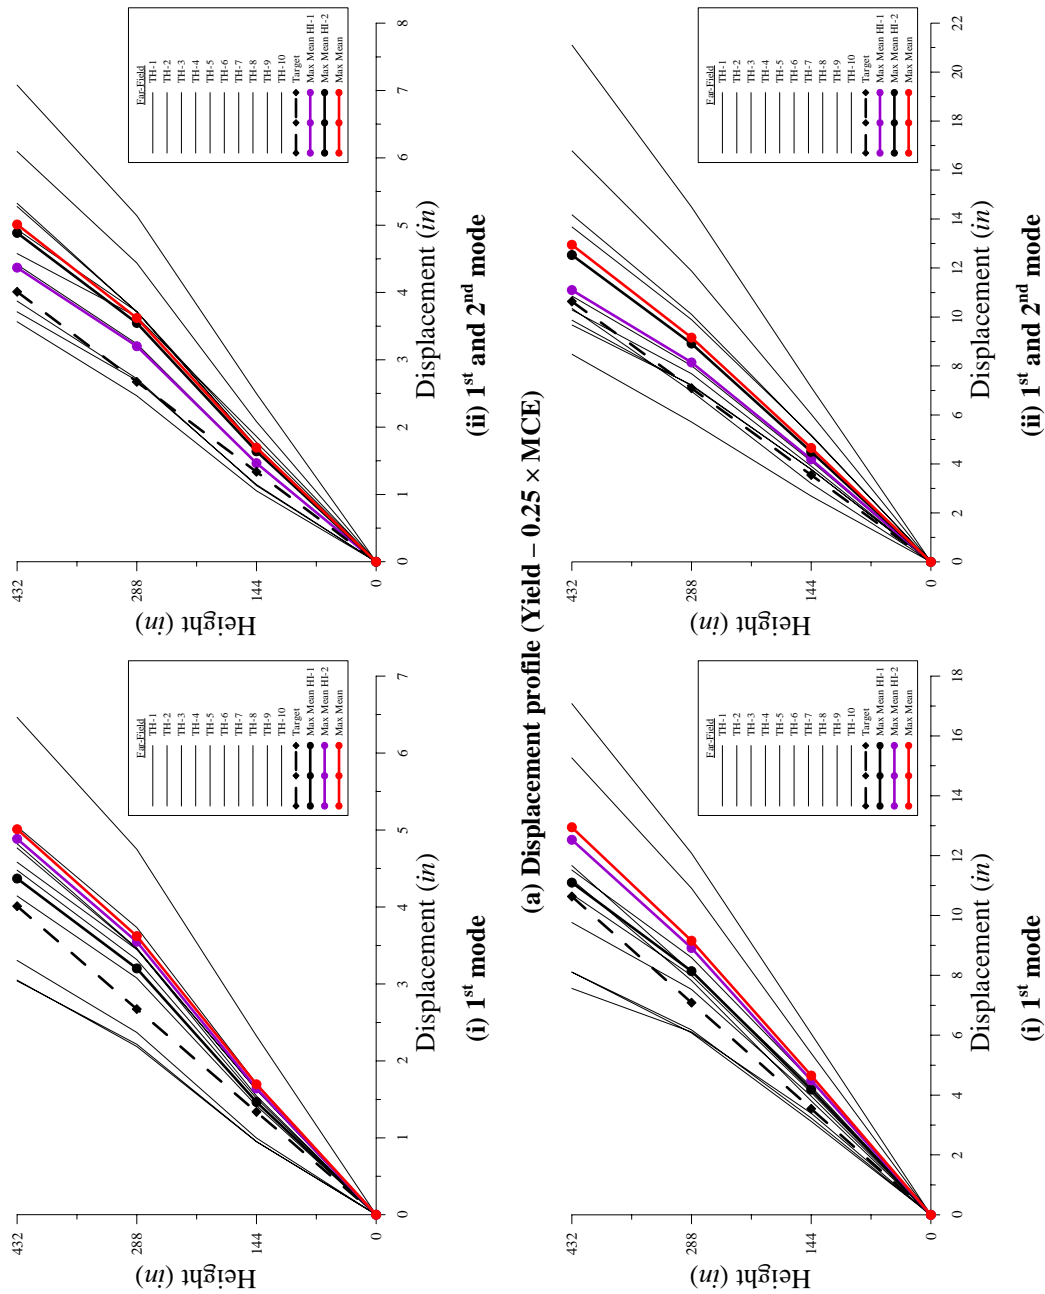 Height (in)
432
288
144
0
Far-Field
TH-1
TH-2
TH-3
TH-4
TH-5
TH-6
TH-7
TH-8
TH-9
TH-10
Target
Max Mean HI-1
Max Mean HI-2
Max Mean
0 1 2 3 4 5 6 7
Displacement (in)
(i) 1st mode
Height (in)
432
288
144
0
Far-Field
TH-1
TH-2
TH-3
TH-4
TH-5
TH-6
TH-7
TH-8
TH-9
TH-10
Target
Max Mean HI-1
Max Mean HI-2
Max Mean
0 1 2 3 4 5 6 7 8
Displacement (in)
(ii) 1st and 2nd mode
(a) Displacement profile (Yield – 0.25 × MCE)
Height (in)
432
288
144
0
Far-Field
TH-1
TH-2
TH-3
TH-4
TH-5
TH-6
TH-7
TH-8
TH-9
TH-10
Target
Max Mean HI-1
Max Mean HI-2
Max Mean
0 2 4 6 8 10 12 14 16 18
Displacement (in)
(i) 1st mode
Height (in)
432
288
144
0
Far-Field
TH-1
TH-2
TH-3
TH-4
TH-5
TH-6
TH-7
TH-8
TH-9
TH-10
Target
Max Mean HI-1
Max Mean HI-2
Max Mean
0 2 4 6 8 10 12 14 16 18 20 22
Displacement (in)
(ii) 1st and 2nd mode